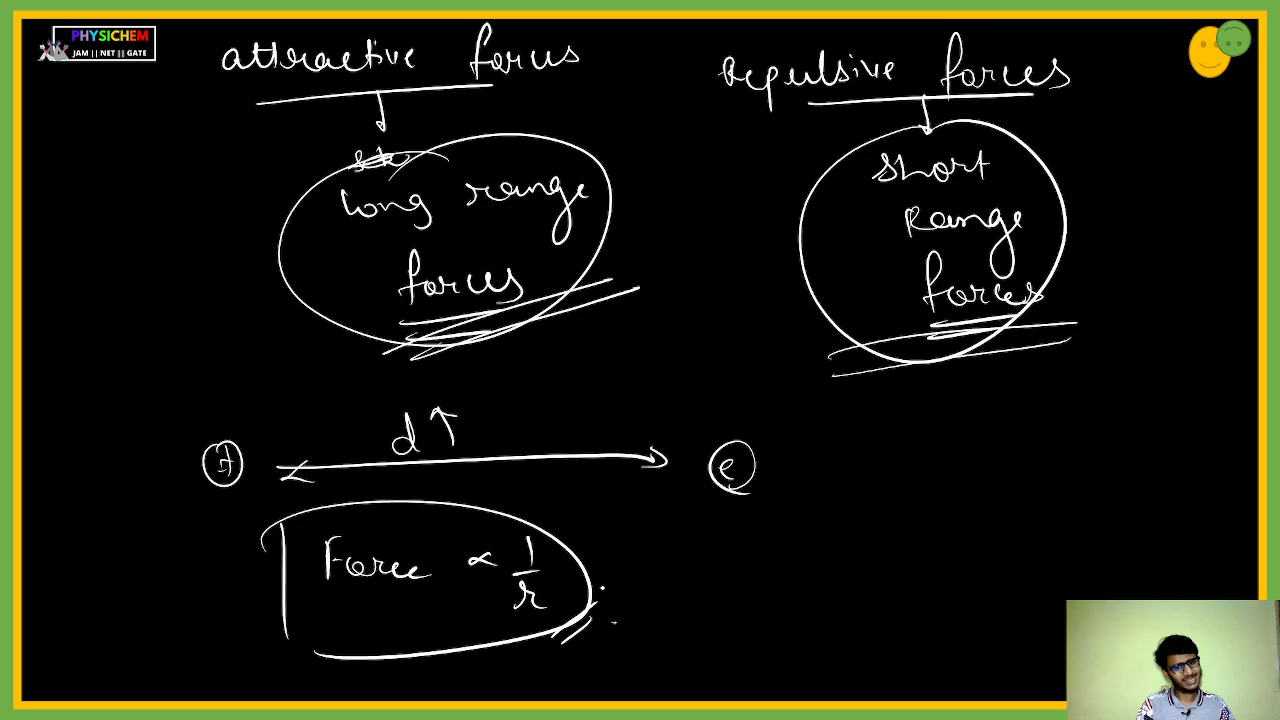 PHYSICHEM
JAM || NET || GATE
attractive forces
repulsive forces
long range
forces
short
Range
forces
d↑
e
Force ∝ 1/r